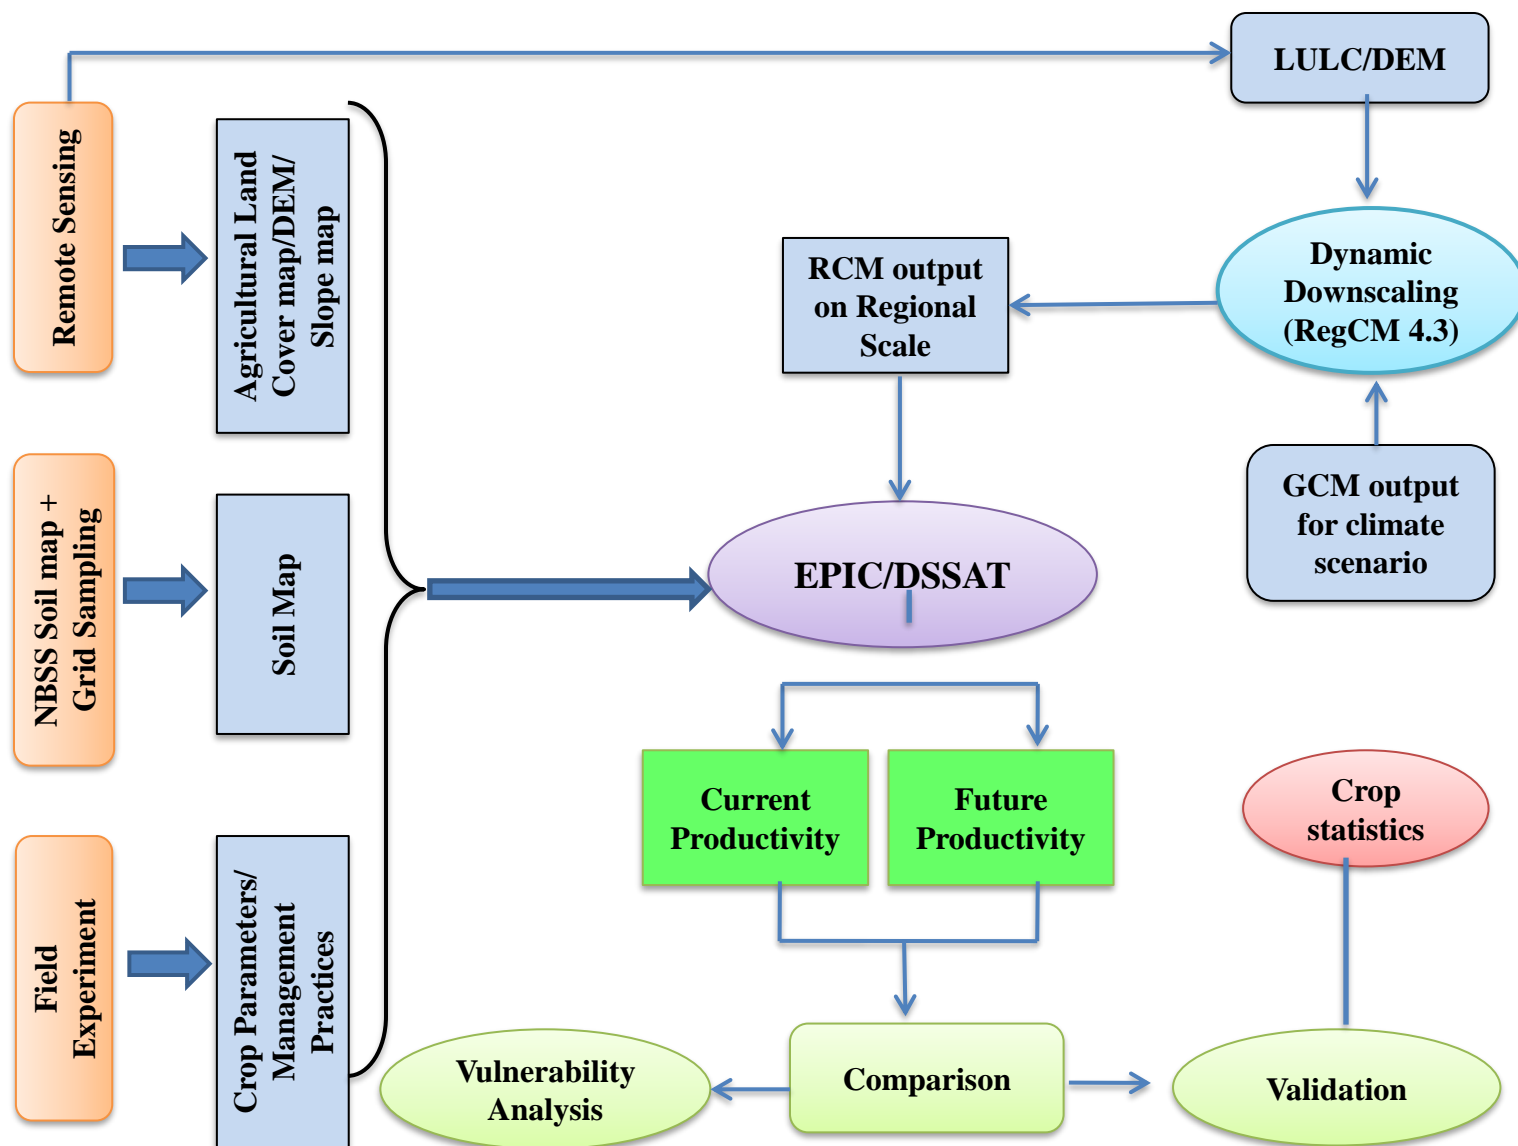 LULC/DEM
Remote Sensing
Agricultural Land
Cover map/DEM/
Slope map
RCM output
on Regional
Scale
Dynamic
Downscaling
(RegCM 4.3)
NBSS Soil map +
Grid Sampling
Soil Map
EPIC/DSSAT
GCM output
for climate
scenario
Current
Productivity
Future
Productivity
Crop
statistics
Field
Experiment
Crop Parameters/
Management
Practices
Vulnerability
Analysis
Comparison
Validation